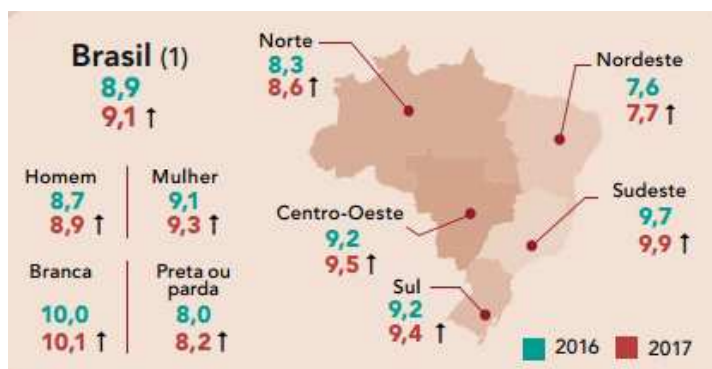 Brasil (1)
8,9
9,1 ↑
Homem
8,7
8,9 ↑
Mulher
9,1
9,3 ↑
Branca
10,0
10,1 ↑
Preta ou
parda
8,0
8,2 ↑
Norte
8,3
8,6 ↑
Nordeste
7,6
7,7 ↑
Centro-Oeste
9,2
9,5 ↑
Sudeste
9,7
9,9 ↑
Sul
9,2
9,4 ↑
2016 2017